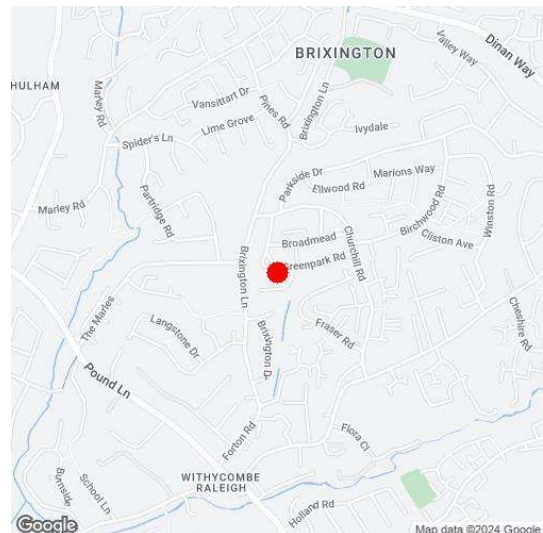 BRIXINGTON
Valley Way
Dinan Way
HULHAM
Marley Rd
Vansittart Dr
Pines Rd
Brixington Ln
Lime Grove
Ivydale
Spider's Ln
Parkside Dr
Marions Way
Ellwood Rd
Partridge Rd
Marley Rd
Birchwood Rd
Winston Rd
Broadmead
Churchill Rd
Cliston Ave
Greenpark Rd
Brixington Ln
The Marles
Cheshire Rd
Langstone Dr
Brixington D
Fraser Rd
Pound Ln
Forton Rd
Flora Cl
WITHYCOMBE
RALEIGH
Burnside
School Ln
Holland Rd
Google
Map data ©2024 Google